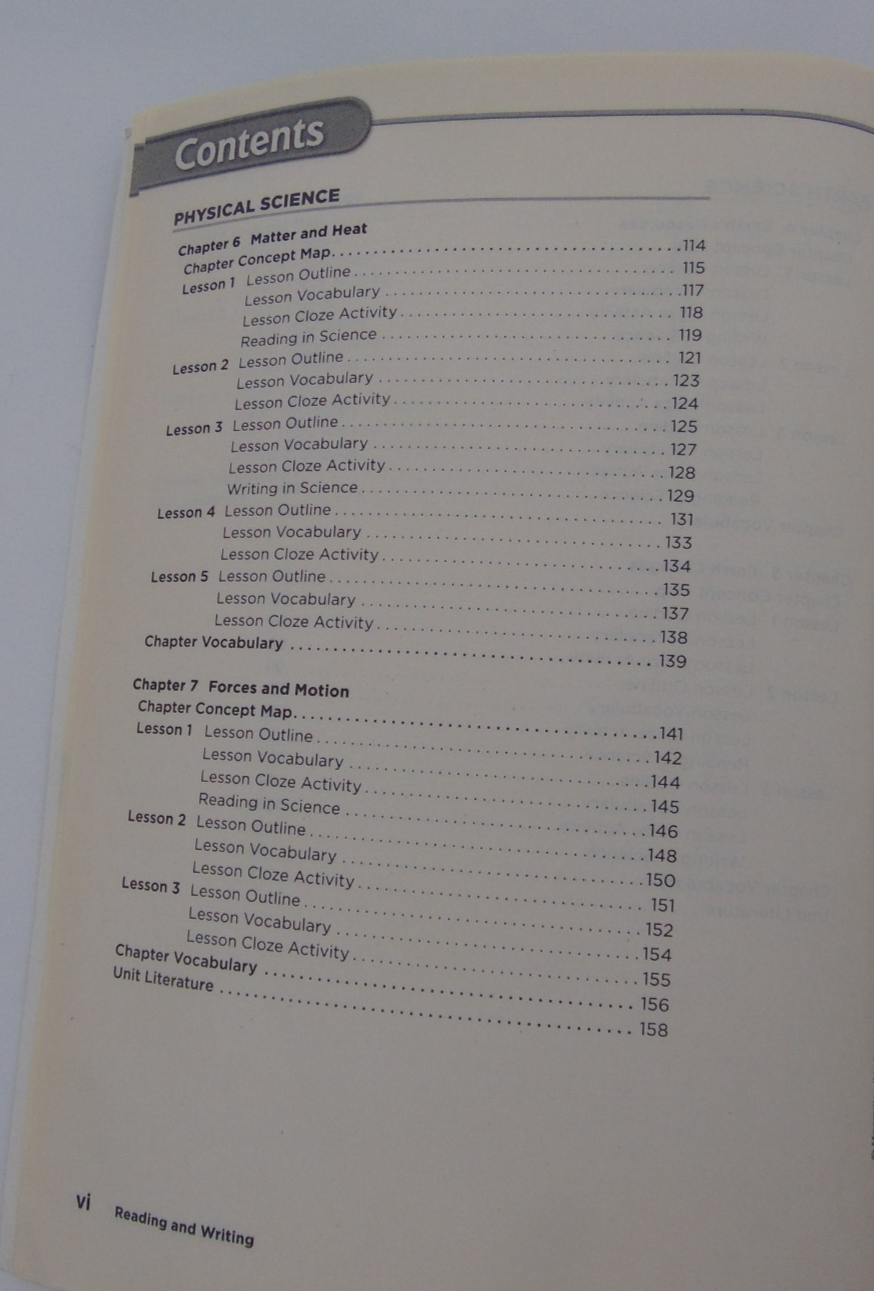 Contents
PHYSICAL SCIENCE
Chapter 6 Matter and Heat
Chapter Concept Map. . . . . . . . . . . . . . . . . . . . . . . . . . . . . . . . . . .114
Lesson 1 Lesson Outline . . . . . . . . . . . . . . . . . . . . . . . . . . . . . . . . 115
Lesson Vocabulary . . . . . . . . . . . . . . . . . . . . . . . . . . . . . .117
Lesson Cloze Activity . . . . . . . . . . . . . . . . . . . . . . . . . . . . 118
Reading in Science . . . . . . . . . . . . . . . . . . . . . . . . . . . . . 119
Lesson 2 Lesson Outline . . . . . . . . . . . . . . . . . . . . . . . . . . . . . . . . 121
Lesson Vocabulary . . . . . . . . . . . . . . . . . . . . . . . . . . . . . 123
Lesson Cloze Activity . . . . . . . . . . . . . . . . . . . . . . . . . . . . 124
Lesson 3 Lesson Outline . . . . . . . . . . . . . . . . . . . . . . . . . . . . . . . . 125
Lesson Vocabulary . . . . . . . . . . . . . . . . . . . . . . . . . . . . . 127
Lesson Cloze Activity . . . . . . . . . . . . . . . . . . . . . . . . . . . . 128
Writing in Science . . . . . . . . . . . . . . . . . . . . . . . . . . . . . . 129
Lesson 4 Lesson Outline . . . . . . . . . . . . . . . . . . . . . . . . . . . . . . . . 131
Lesson Vocabulary . . . . . . . . . . . . . . . . . . . . . . . . . . . . . 133
Lesson Cloze Activity . . . . . . . . . . . . . . . . . . . . . . . . . . . . 134
Lesson 5 Lesson Outline . . . . . . . . . . . . . . . . . . . . . . . . . . . . . . . . 135
Lesson Vocabulary . . . . . . . . . . . . . . . . . . . . . . . . . . . . . 137
Lesson Cloze Activity . . . . . . . . . . . . . . . . . . . . . . . . . . . . 138
Chapter Vocabulary . . . . . . . . . . . . . . . . . . . . . . . . . . . . . . . . . . . 139
Chapter 7 Forces and Motion
Chapter Concept Map. . . . . . . . . . . . . . . . . . . . . . . . . . . . . . . . . . .141
Lesson 1 Lesson Outline . . . . . . . . . . . . . . . . . . . . . . . . . . . . . . . . 142
Lesson Vocabulary . . . . . . . . . . . . . . . . . . . . . . . . . . . . . 144
Lesson Cloze Activity . . . . . . . . . . . . . . . . . . . . . . . . . . . . 145
Reading in Science . . . . . . . . . . . . . . . . . . . . . . . . . . . . . 146
Lesson 2 Lesson Outline . . . . . . . . . . . . . . . . . . . . . . . . . . . . . . . . 148
Lesson Vocabulary . . . . . . . . . . . . . . . . . . . . . . . . . . . . . 150
Lesson Cloze Activity . . . . . . . . . . . . . . . . . . . . . . . . . . . . 151
Lesson 3 Lesson Outline . . . . . . . . . . . . . . . . . . . . . . . . . . . . . . . . 152
Lesson Vocabulary . . . . . . . . . . . . . . . . . . . . . . . . . . . . . 154
Lesson Cloze Activity . . . . . . . . . . . . . . . . . . . . . . . . . . . . 155
Chapter Vocabulary . . . . . . . . . . . . . . . . . . . . . . . . . . . . . . . . . . . 156
Unit Literature . . . . . . . . . . . . . . . . . . . . . . . . . . . . . . . . . . . . . . . 158
vi Reading and Writing